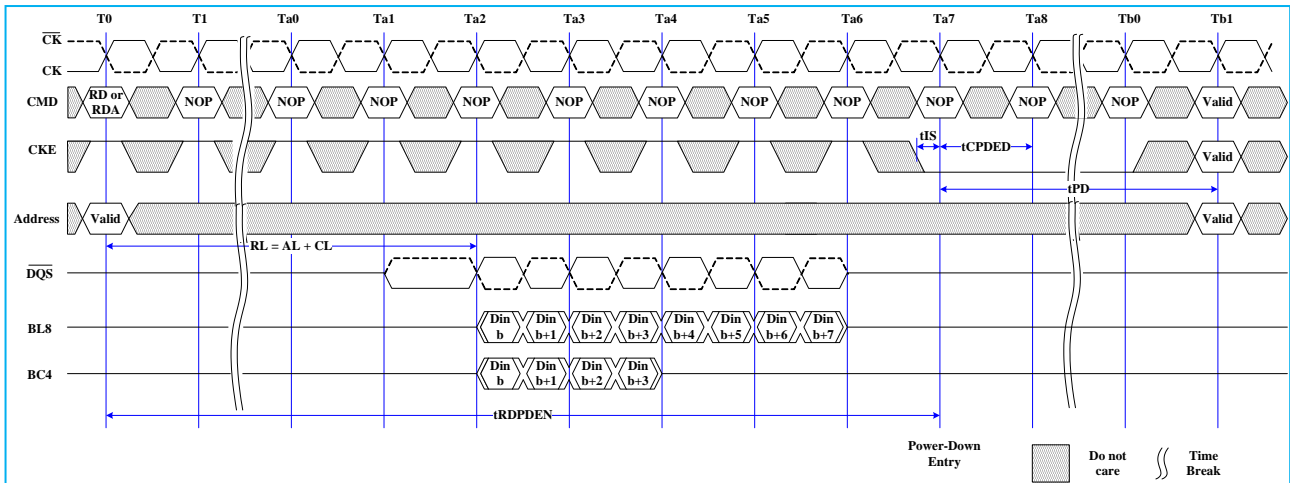 T0 T1 Ta0 Ta1 Ta2 Ta3 Ta4 Ta5 Ta6 Ta7 Ta8 Tb0 Tb1
C̅K̅
CK
CMD RD or RDA NOP NOP NOP NOP NOP NOP NOP NOP NOP NOP NOP Valid
tIS
CKE tCPDED Valid
tPD
Address Valid Valid
RL = AL + CL
D̅Q̅S̅
BL8 Din b Din b+1 Din b+2 Din b+3 Din b+4 Din b+5 Din b+6 Din b+7
BC4 Din b Din b+1 Din b+2 Din b+3
tRDPDEN
Power-Down
Entry
Do not
care
Time
Break